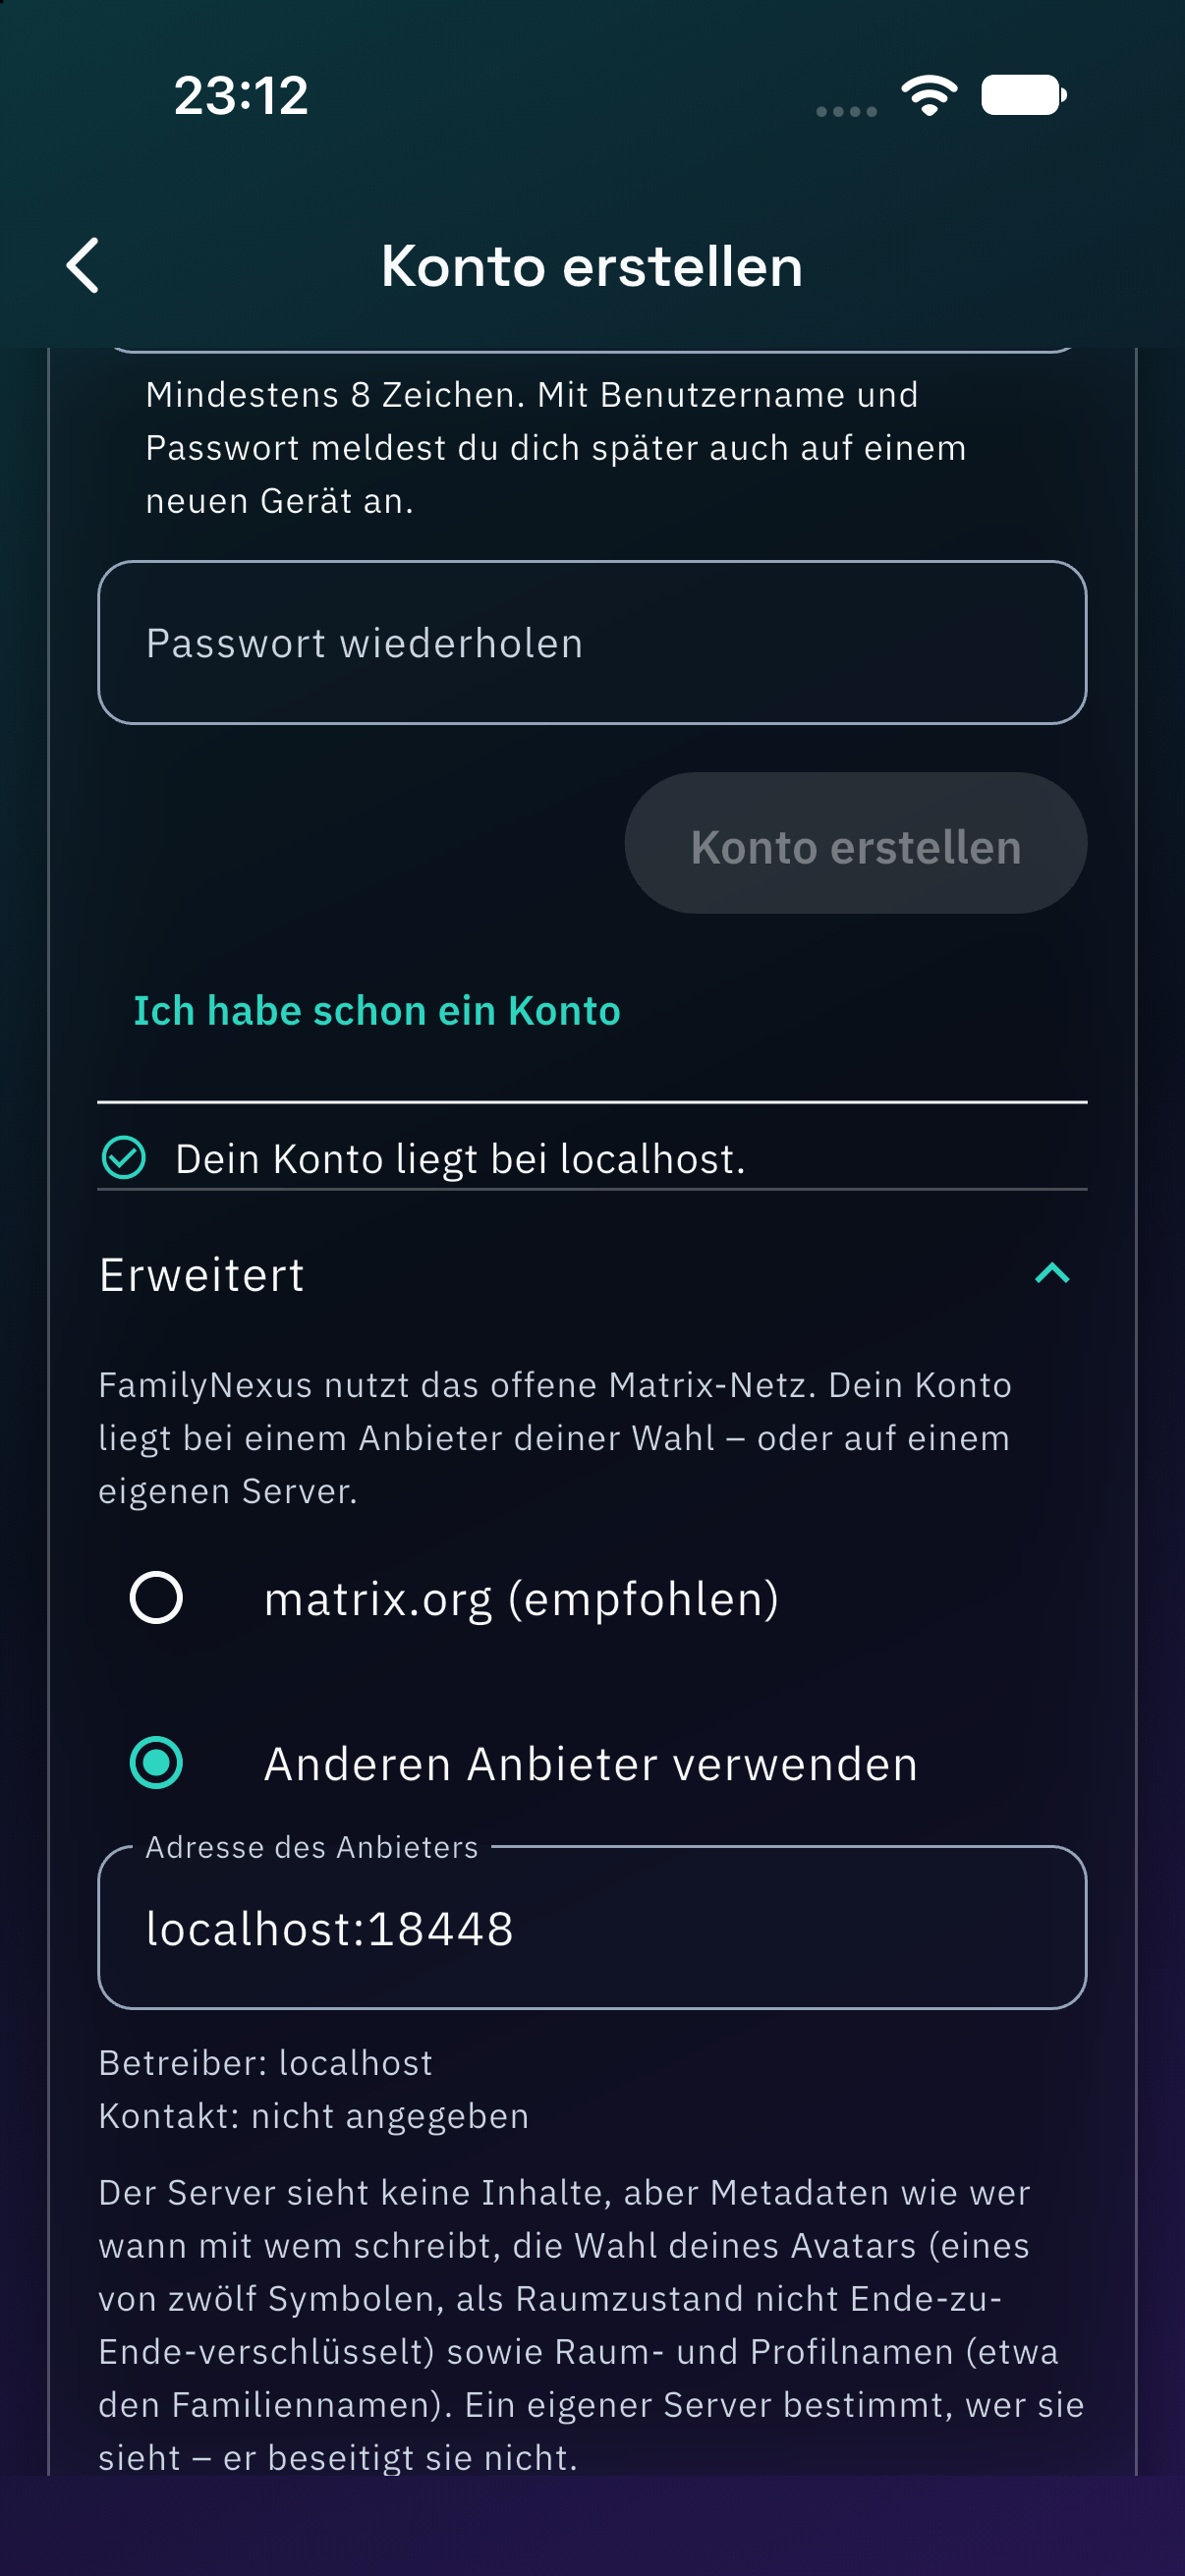 23:12
Konto erstellen
Mindestens 8 Zeichen. Mit Benutzername und
Passwort meldest du dich später auch auf einem
neuen Gerät an.
Passwort wiederholen
Konto erstellen
Ich habe schon ein Konto
Dein Konto liegt bei localhost.
Erweitert
FamilyNexus nutzt das offene Matrix-Netz. Dein Konto
liegt bei einem Anbieter deiner Wahl – oder auf einem
eigenen Server.
matrix.org (empfohlen)
Anderen Anbieter verwenden
Adresse des Anbieters
localhost:18448
Betreiber: localhost
Kontakt: nicht angegeben
Der Server sieht keine Inhalte, aber Metadaten wie wer
wann mit wem schreibt, die Wahl deines Avatars (eines
von zwölf Symbolen, als Raumzustand nicht Ende-zu-
Ende-verschlüsselt) sowie Raum- und Profilnamen (etwa
den Familiennamen). Ein eigener Server bestimmt, wer sie
sieht – er beseitigt sie nicht.